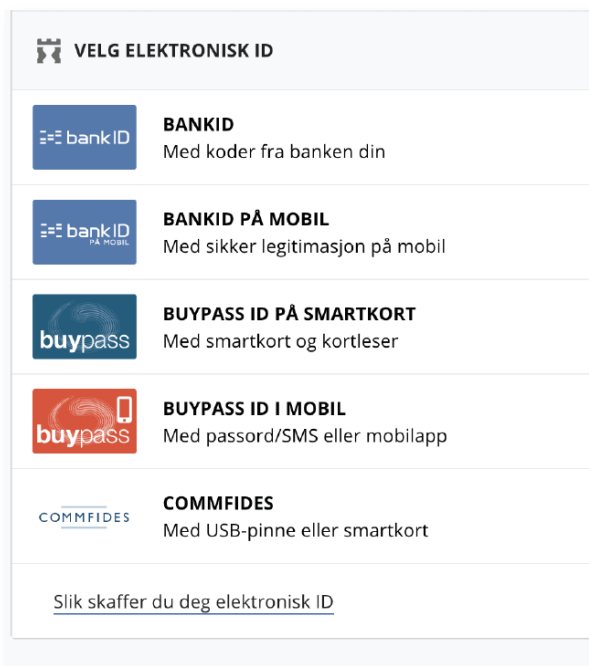 VELG ELEKTRONISK ID
bankID
BANKID
Med koder fra banken din
bankID
PÅ MOBIL
BANKID PÅ MOBIL
Med sikker legitimasjon på mobil
buypass
BUYPASS ID PÅ SMARTKORT
Med smartkort og kortleser
buypass
BUYPASS ID I MOBIL
Med passord/SMS eller mobilapp
COMMFIDES
COMMFIDES
Med USB-pinne eller smartkort
Slik skaffer du deg elektronisk ID